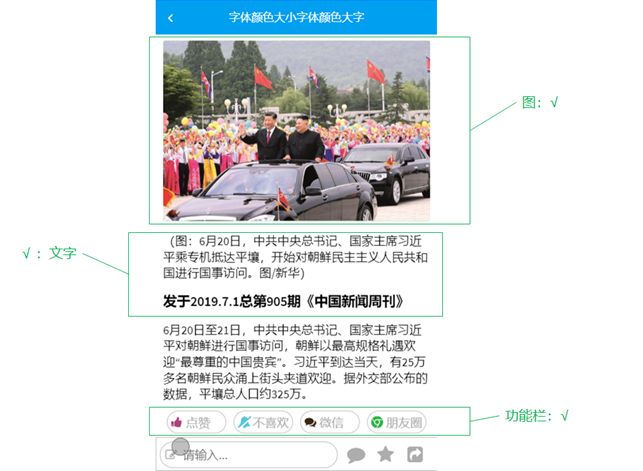 字体颜色大小字体颜色大字
图：√
√ ：文字
（图：6月20日，中共中央总书记、国家主席习近
平乘专机抵达平壤，开始对朝鲜民主主义人民共和
国进行国事访问。图/新华）
发于2019.7.1总第905期《中国新闻周刊》
6月20日至21日，中共中央总书记、国家主席习近
平对朝鲜进行国事访问，朝鲜以最高规格礼遇欢
迎“最尊重的中国贵宾”。习近平到达当天，有25万
多名朝鲜民众涌上街头夹道欢迎。据外交部公布的
数据，平壤总人口约325万。
点赞 不喜欢 微信 朋友圈
功能栏：√
请输入...